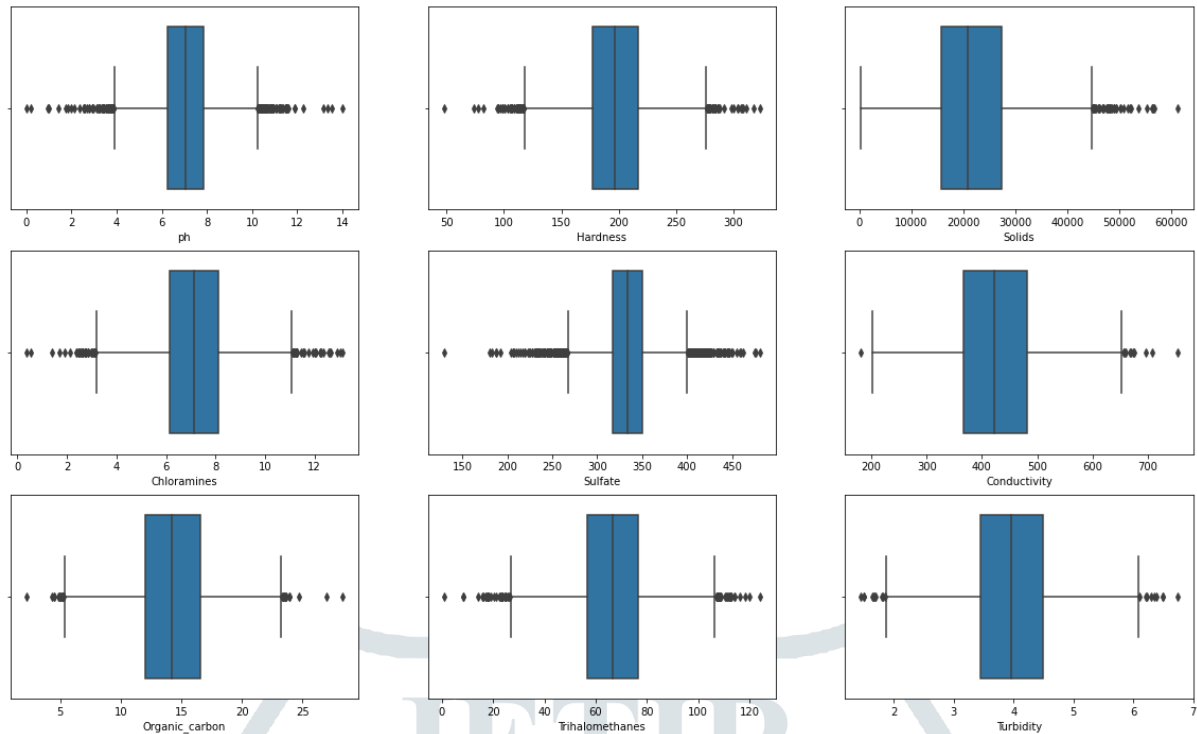 0 2 4 6 8 10 12 14
ph
50 100 150 200 250 300
Hardness
0 10000 20000 30000 40000 50000 60000
Solids
0 2 4 6 8 10 12
Chloramines
150 200 250 300 350 400 450
Sulfate
200 300 400 500 600 700
Conductivity
5 10 15 20 25
Organic_carbon
0 20 40 60 80 100 120
Trihalomethanes
2 3 4 5 6 7
Turbidity